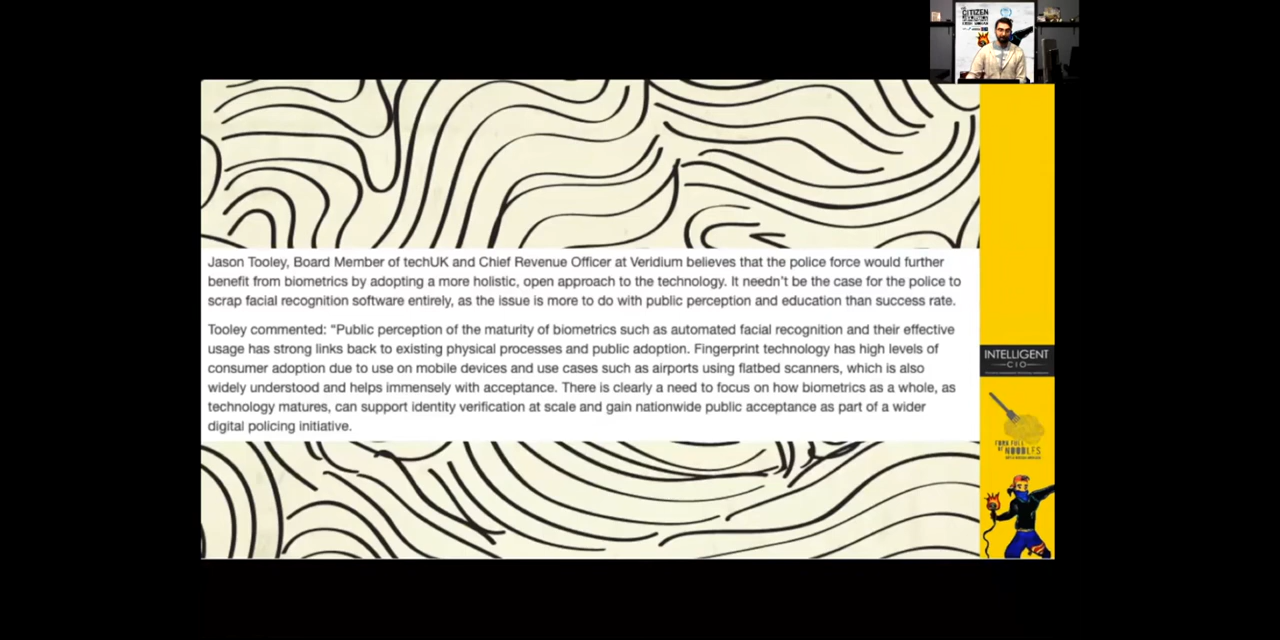 CITIZEN
Jason Tooley, Board Member of techUK and Chief Revenue Officer at Veridium believes that the police force would further
benefit from biometrics by adopting a more holistic, open approach to the technology. It needn't be the case for the police to
scrap facial recognition software entirely, as the issue is more to do with public perception and education than success rate.
Tooley commented: "Public perception of the maturity of biometrics such as automated facial recognition and their effective
usage has strong links back to existing physical processes and public adoption. Fingerprint technology has high levels of
consumer adoption due to use on mobile devices and use cases such as airports using flatbed scanners, which is also
widely understood and helps immensely with acceptance. There is clearly a need to focus on how biometrics as a whole, as
technology matures, can support identity verification at scale and gain nationwide public acceptance as part of a wider
digital policing initiative.
INTELLIGENT
CIO
FORK FULL
OF NOODLES